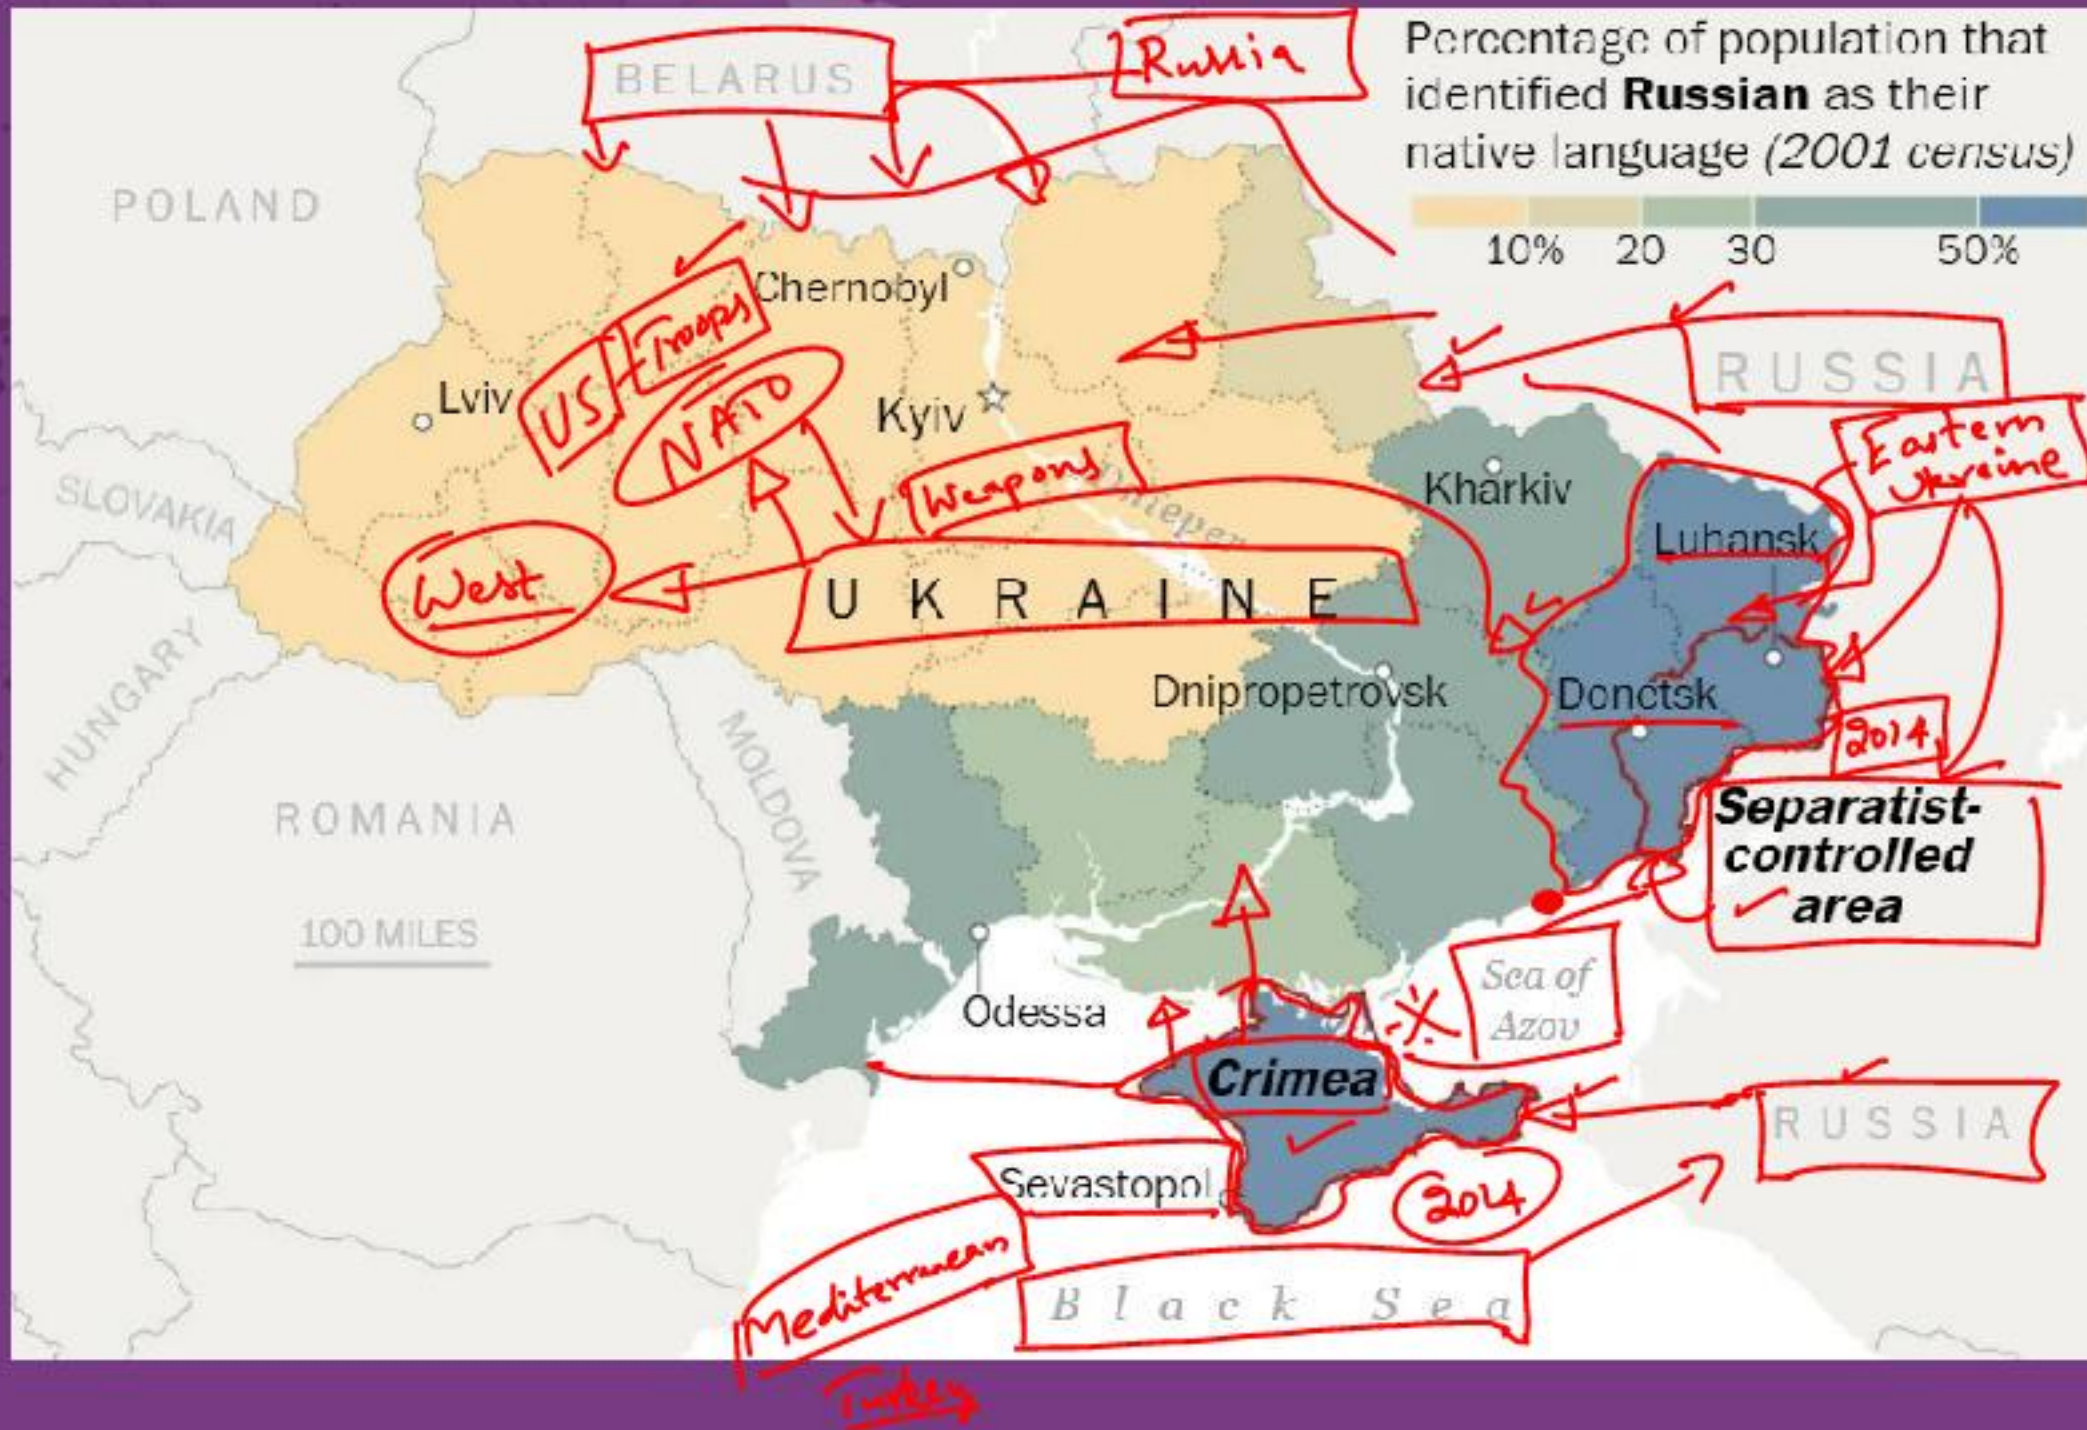 Percentage of population that
identified Russian as their
native language (2001 census)
10% 20 30 50%
BELARUS
Russia
POLAND
Chernobyl
RUSSIA
US Troops
NATO
Lviv
Kyiv
Eastern
Ukraine
Weapons
Dnieper
Kharkiv
SLOVAKIA
Luhansk
West
UKRAINE
HUNGARY
Dnipropetrovsk
Donetsk
2014
MOLDOVA
ROMANIA
Separatist-
controlled
area
100 MILES
Sea of
Azov
Odessa
Crimea
RUSSIA
Sevastopol
2014
Mediterranean
Black Sea
Turkey